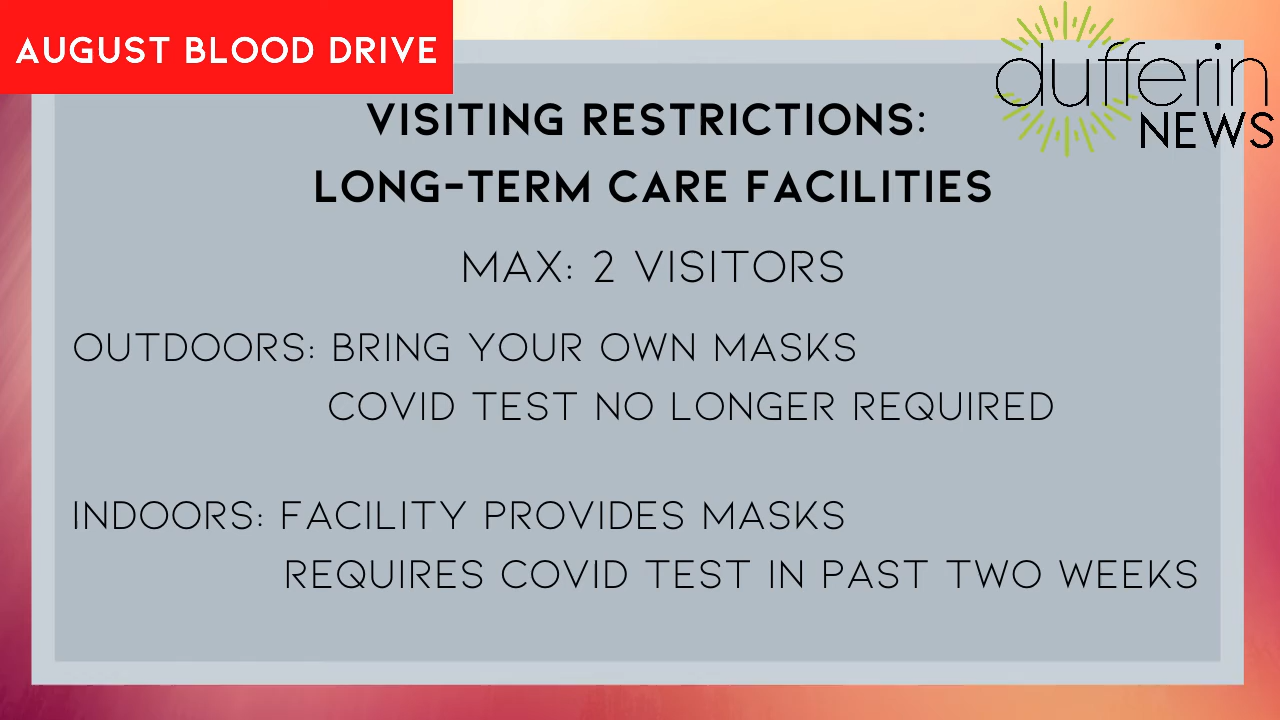 AUGUST BLOOD DRIVE
dufferin
NEWS
VISITING RESTRICTIONS:
LONG-TERM CARE FACILITIES
MAX: 2 VISITORS
OUTDOORS: BRING YOUR OWN MASKS
COVID TEST NO LONGER REQUIRED
INDOORS: FACILITY PROVIDES MASKS
REQUIRES COVID TEST IN PAST TWO WEEKS